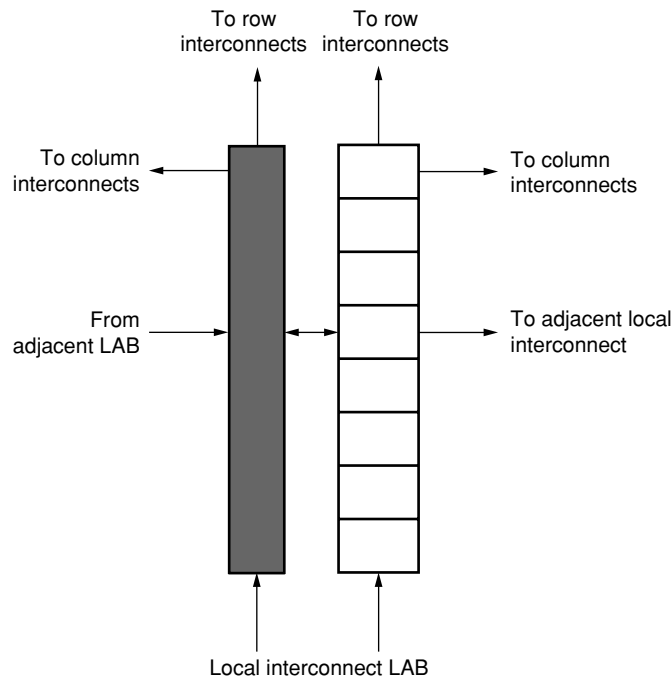 To row
interconnects
To row
interconnects
To column
interconnects
To column
interconnects
From
adjacent LAB
To adjacent local
interconnect
Local interconnect LAB